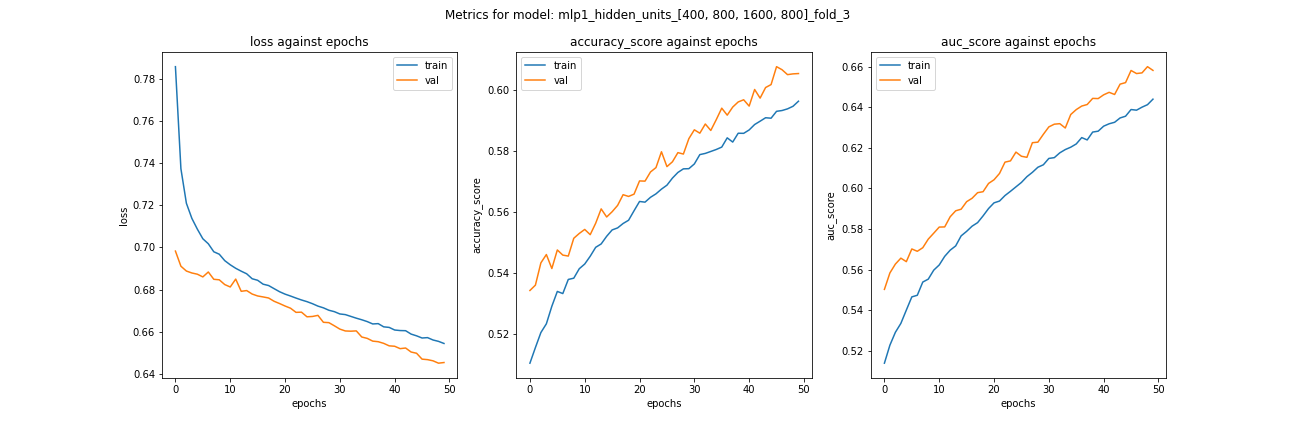 Metrics for model: mlp1_hidden_units_[400, 800, 1600, 800]_fold_3
loss against epochs
train
val
loss
0.78
0.76
0.74
0.72
0.70
0.68
0.66
0.64
0 10 20 30 40 50
epochs
accuracy_score against epochs
train
val
accuracy_score
0.60
0.58
0.56
0.54
0.52
0 10 20 30 40 50
epochs
auc_score against epochs
train
val
auc_score
0.66
0.64
0.62
0.60
0.58
0.56
0.54
0.52
0 10 20 30 40 50
epochs